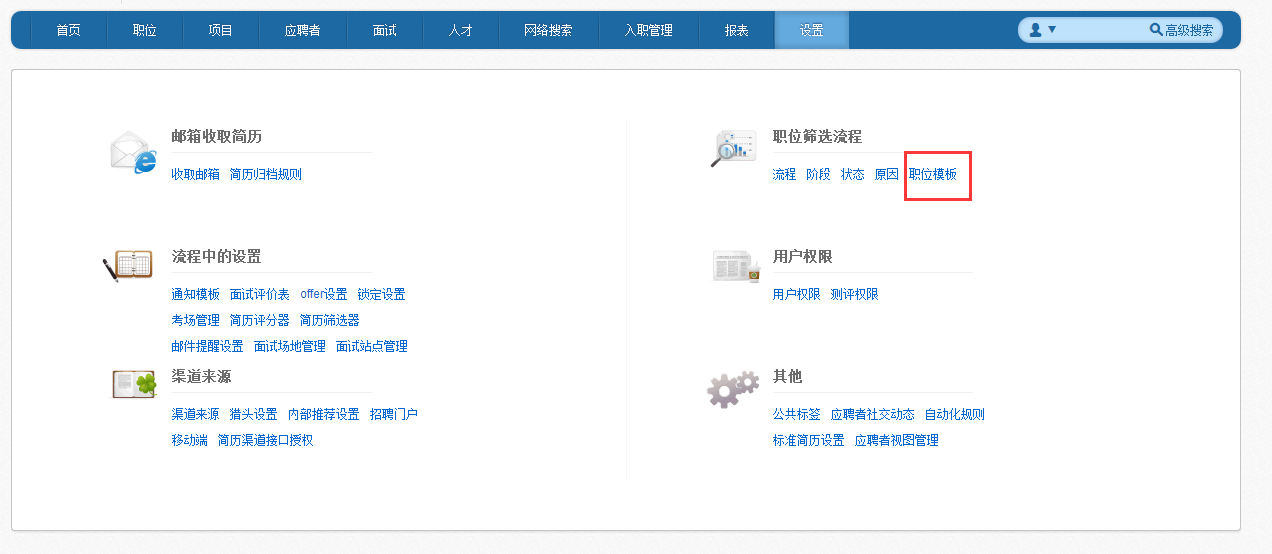 首页 职位 项目 应聘者 面试 人才 网络搜索 入职管理 报表 设置 高级搜索
邮箱收取简历
收取邮箱 简历归档规则
职位筛选流程
流程 阶段 状态 原因 职位模板
流程中的设置
通知模板 面试评价表 offer设置 锁定设置
考场管理 简历评分器 简历筛选器
邮件提醒设置 面试场地管理 面试站点管理
用户权限
用户权限 测评权限
渠道来源
渠道来源 猎头设置 内部推荐设置 招聘门户
移动端 简历渠道接口授权
其他
公共标签 应聘者社交动态 自动化规则
标准简历设置 应聘者视图管理